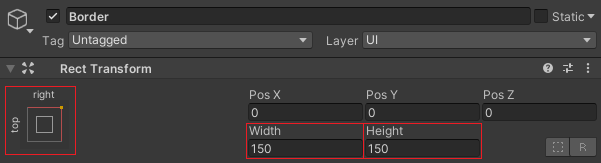 Border
Static
Tag Untagged Layer UI
Rect Transform
right
top
Pos X Pos Y Pos Z
0 0 0
Width Height
150 150
R